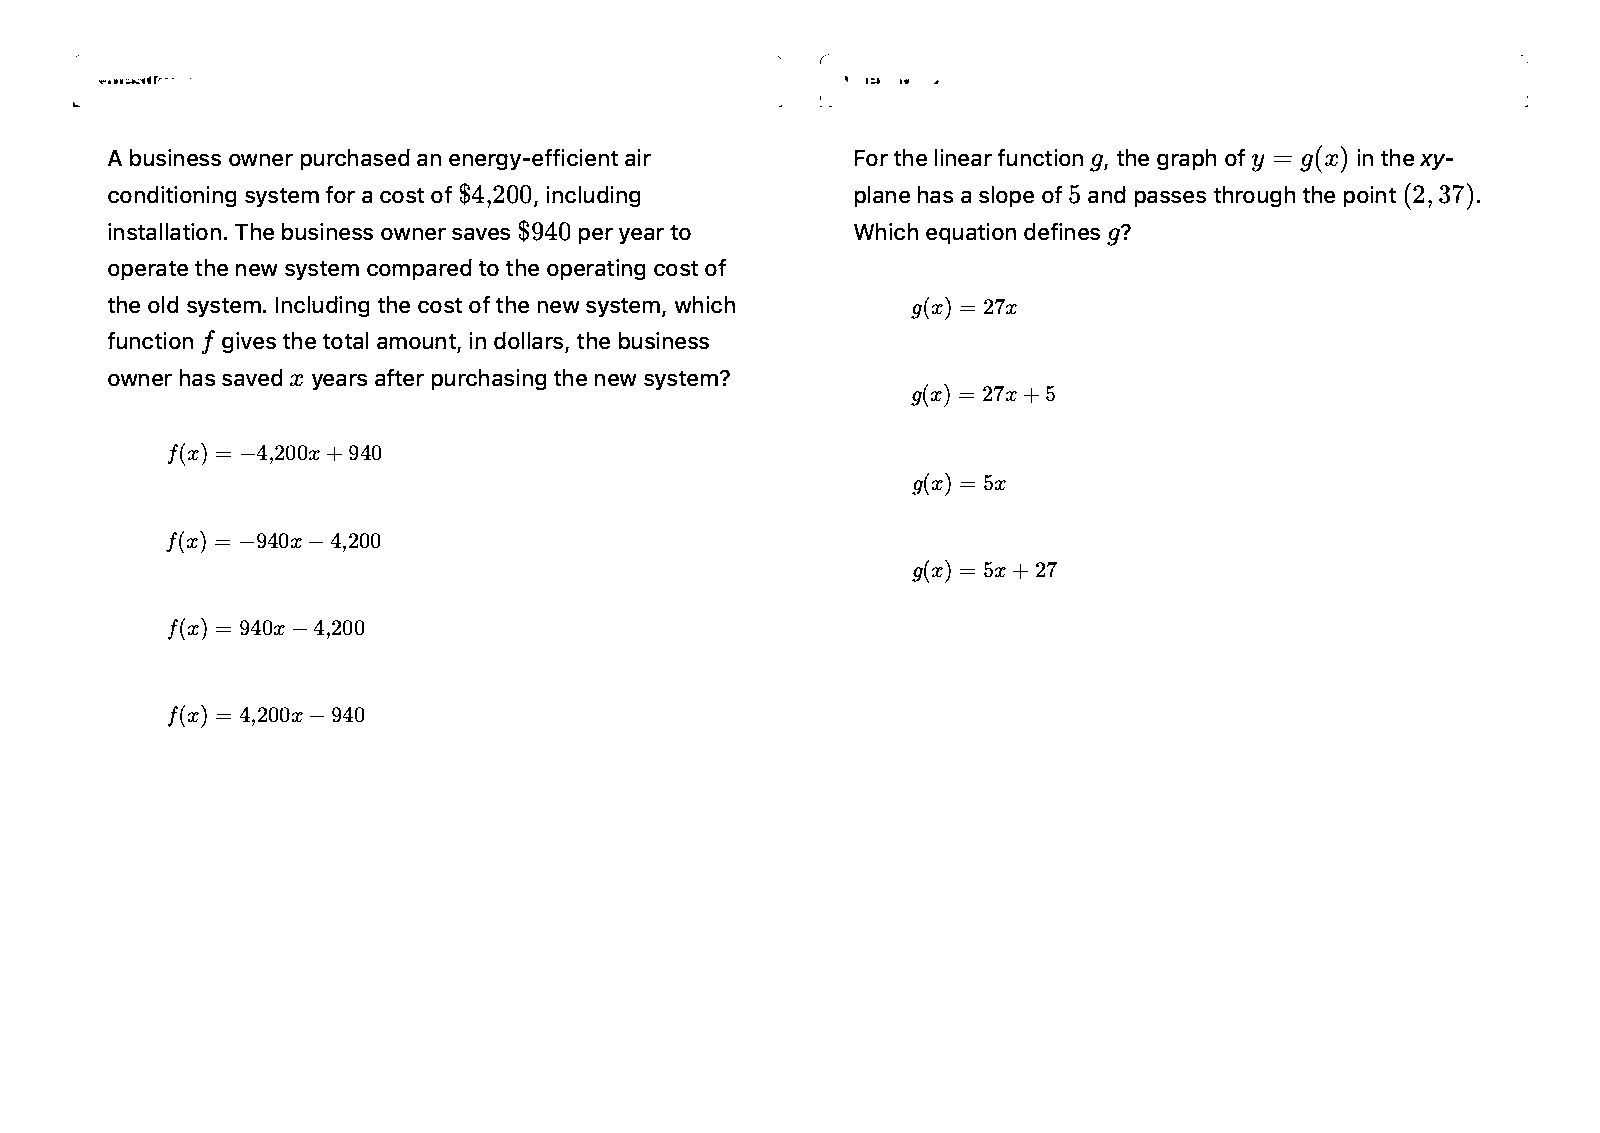 A business owner purchased an energy-efficient air
conditioning system for a cost of $4,200, including
installation. The business owner saves $940 per year to
operate the new system compared to the operating cost of
the old system. Including the cost of the new system, which
function f gives the total amount, in dollars, the business
owner has saved x years after purchasing the new system?
f(x) = −4,200x + 940
f(x) = −940x − 4,200
f(x) = 940x − 4,200
f(x) = 4,200x − 940
For the linear function g, the graph of y = g(x) in the xy-
plane has a slope of 5 and passes through the point (2, 37).
Which equation defines g?
g(x) = 27x
g(x) = 27x + 5
g(x) = 5x
g(x) = 5x + 27